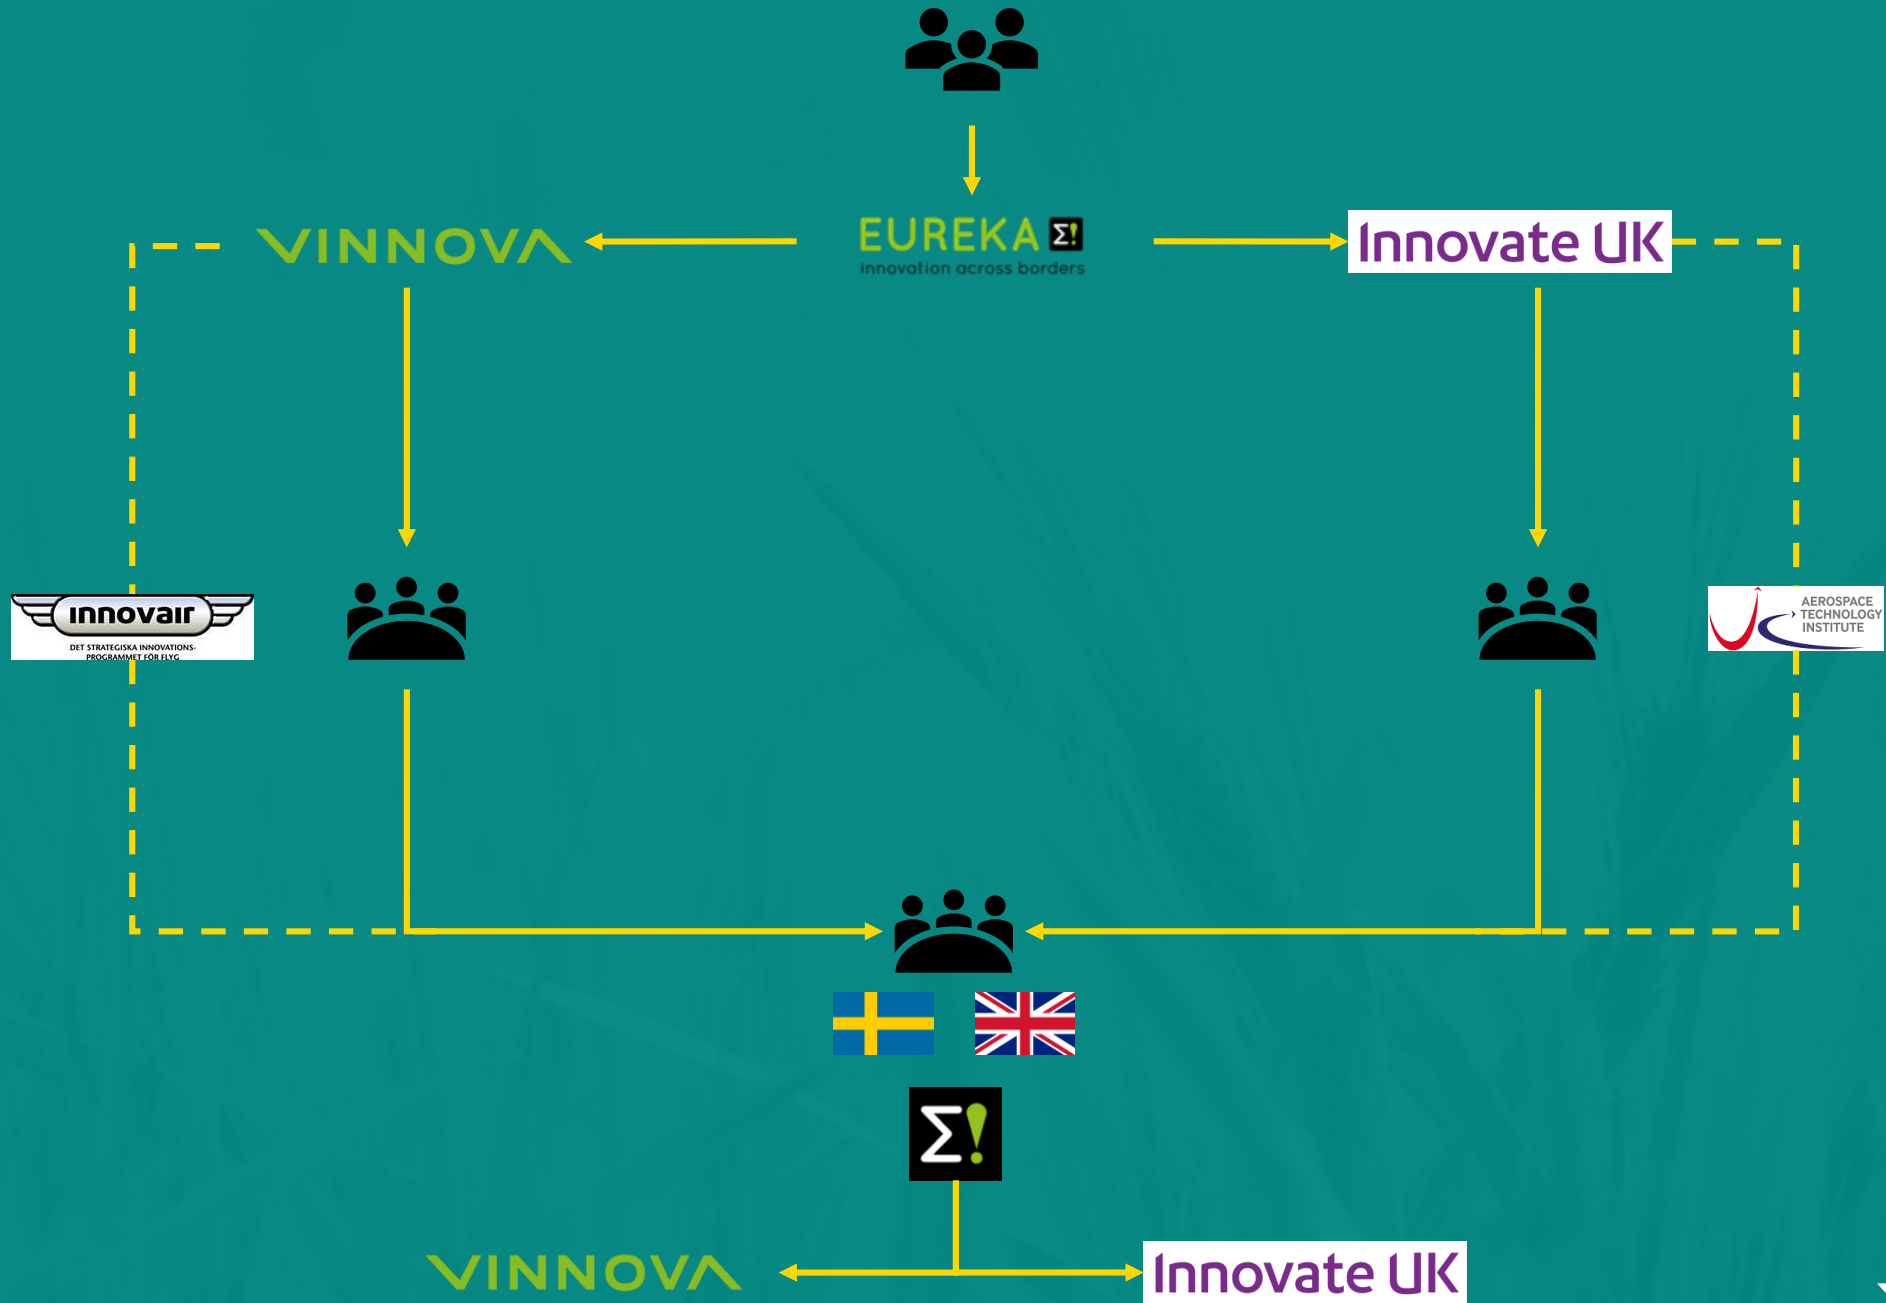 VINNOVA
EUREKA Σ!
innovation across borders
Innovate UK
ınnovaır
DET STRATEGISKA INNOVATIONS-
PROGRAMMET FÖR FLYG
AEROSPACE
TECHNOLOGY
INSTITUTE
Σ!
VINNOVA
Innovate UK